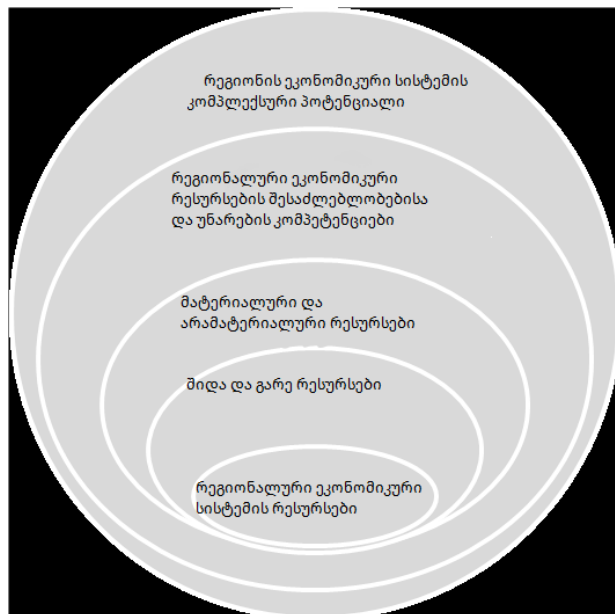 რეგიონის ეკონომიკური სისტემის
კომპლექსური პოტენციალი
რეგიონალური ეკონომიკური
რესურსების შესაძლებლობებისა
და უნარების კომპეტენციები
მატერიალური და
არამატერიალური რესურსები
შიდა და გარე რესურსები
რეგიონალური ეკონომიკური
სისტემის რესურსები